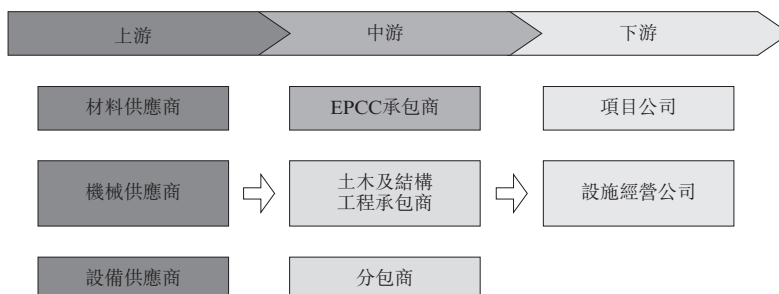 上游
中游
下游
材料供應商
EPCC承包商
項目公司
機械供應商
土木及結構
工程承包商
設施經營公司
設備供應商
分包商